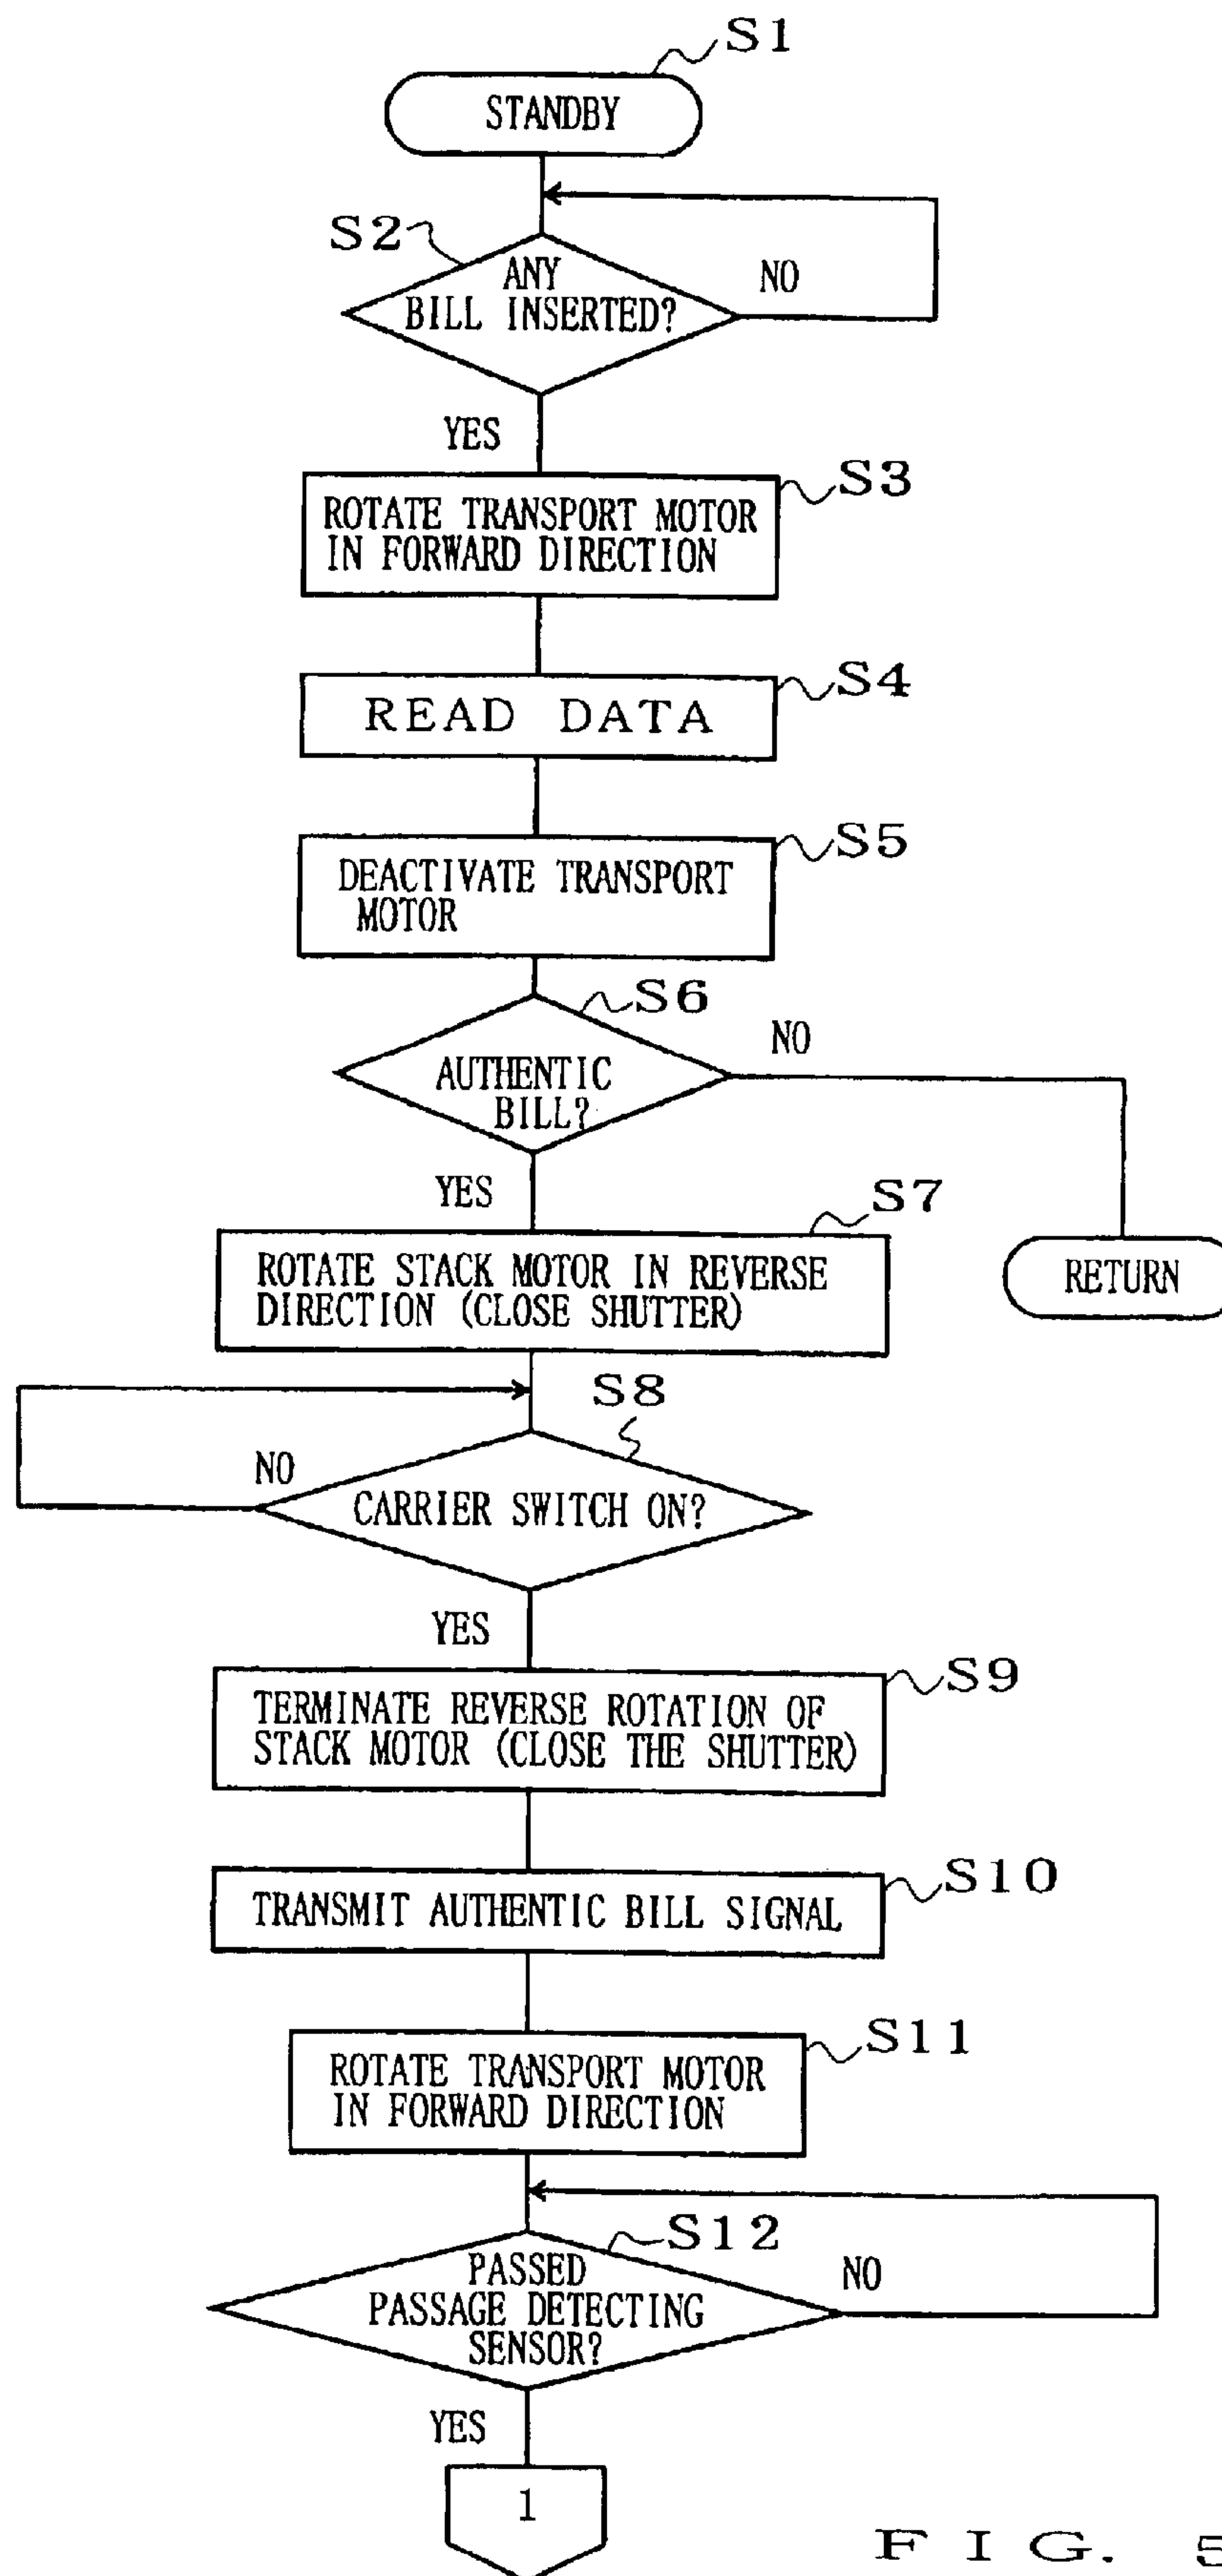 S1
STANDBY
S2
ANY
BILL INSERTED?
NO
YES
S3
ROTATE TRANSPORT MOTOR
IN FORWARD DIRECTION
S4
READ DATA
S5
DEACTIVATE TRANSPORT
MOTOR
S6
NO
AUTHENTIC
BILL?
YES
S7
ROTATE STACK MOTOR IN REVERSE
DIRECTION (CLOSE SHUTTER)
RETURN
S8
NO
CARRIER SWITCH ON?
YES
S9
TERMINATE REVERSE ROTATION OF
STACK MOTOR (CLOSE THE SHUTTER)
S10
TRANSMIT AUTHENTIC BILL SIGNAL
S11
ROTATE TRANSPORT MOTOR
IN FORWARD DIRECTION
S12
PASSED
PASSAGE DETECTING
SENSOR?
NO
YES
1
FIG. 5